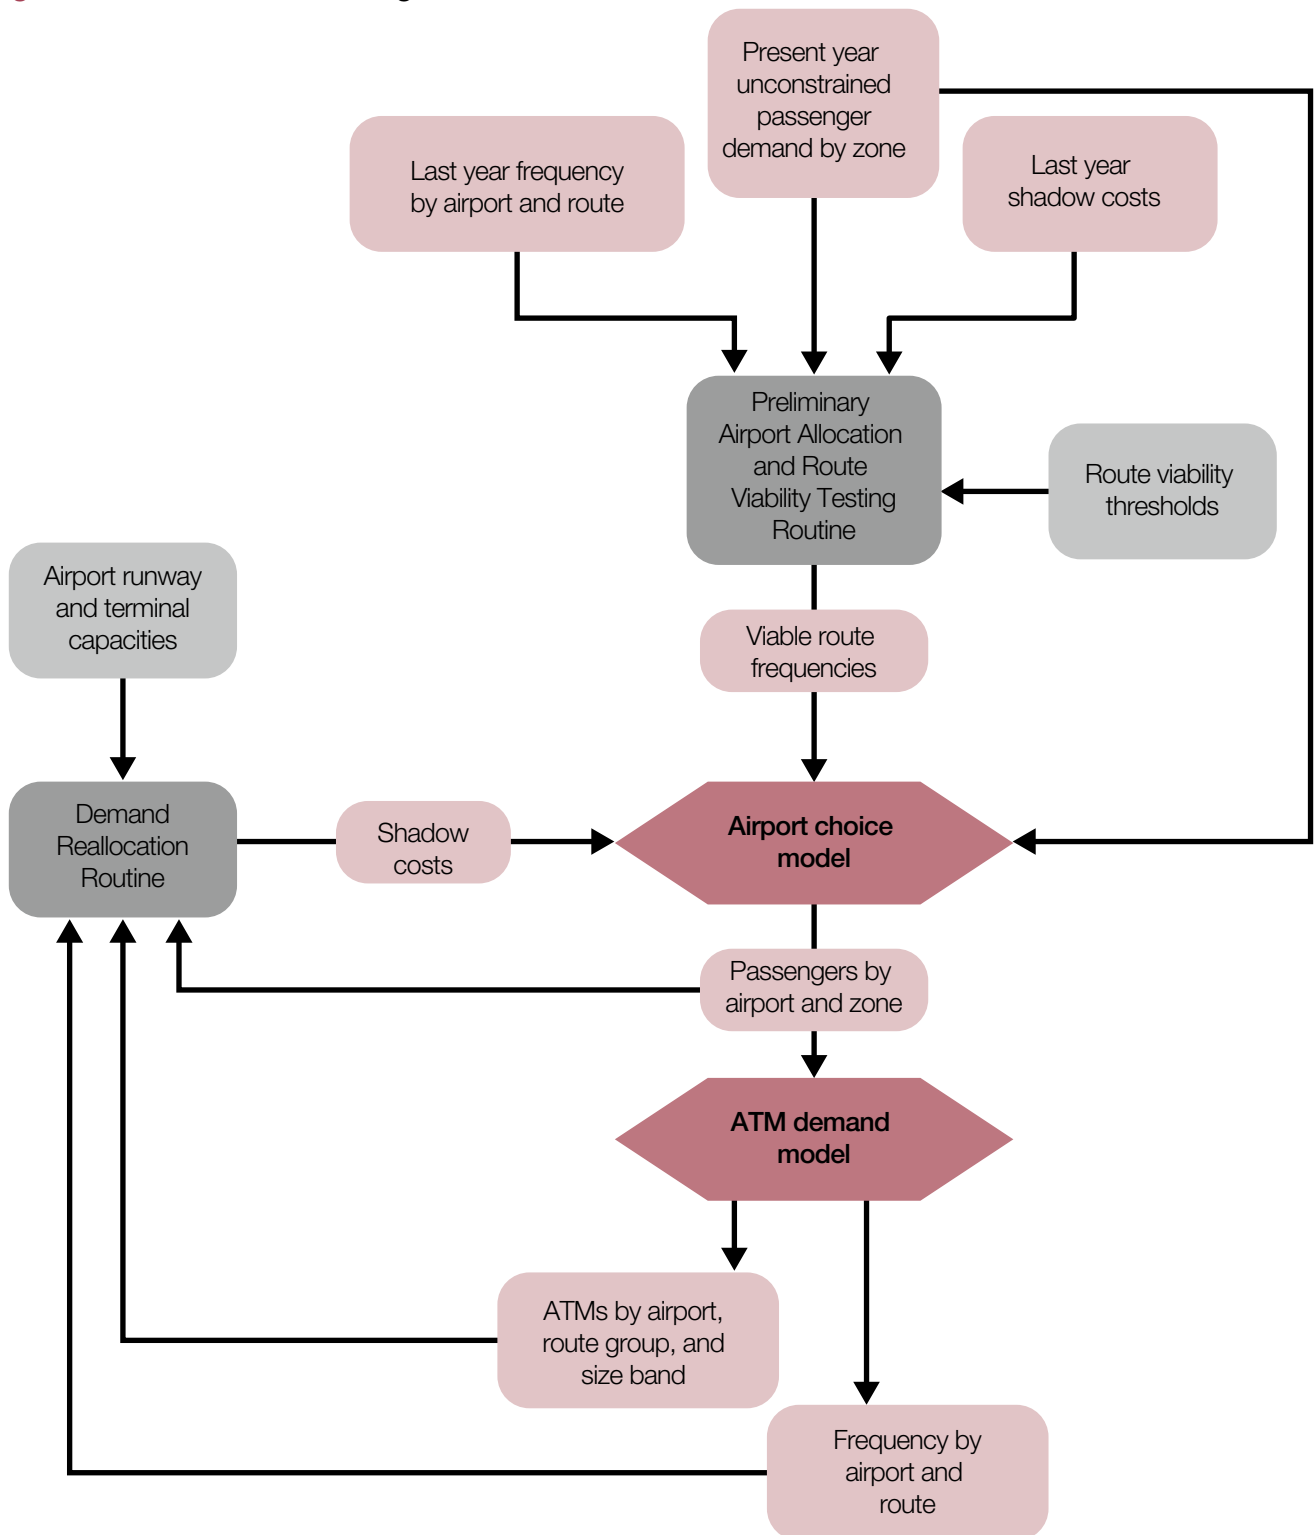 Present year
unconstrained
passenger
demand by zone
Last year frequency
by airport and route
Last year
shadow costs
Preliminary
Airport Allocation
and Route
Viability Testing
Routine
Route viability
thresholds
Airport runway
and terminal
capacities
Viable route
frequencies
Demand
Reallocation
Routine
Shadow
costs
Airport choice
model
Passengers by
airport and zone
ATM demand
model
ATMs by airport,
route group, and
size band
Frequency by
airport and
route